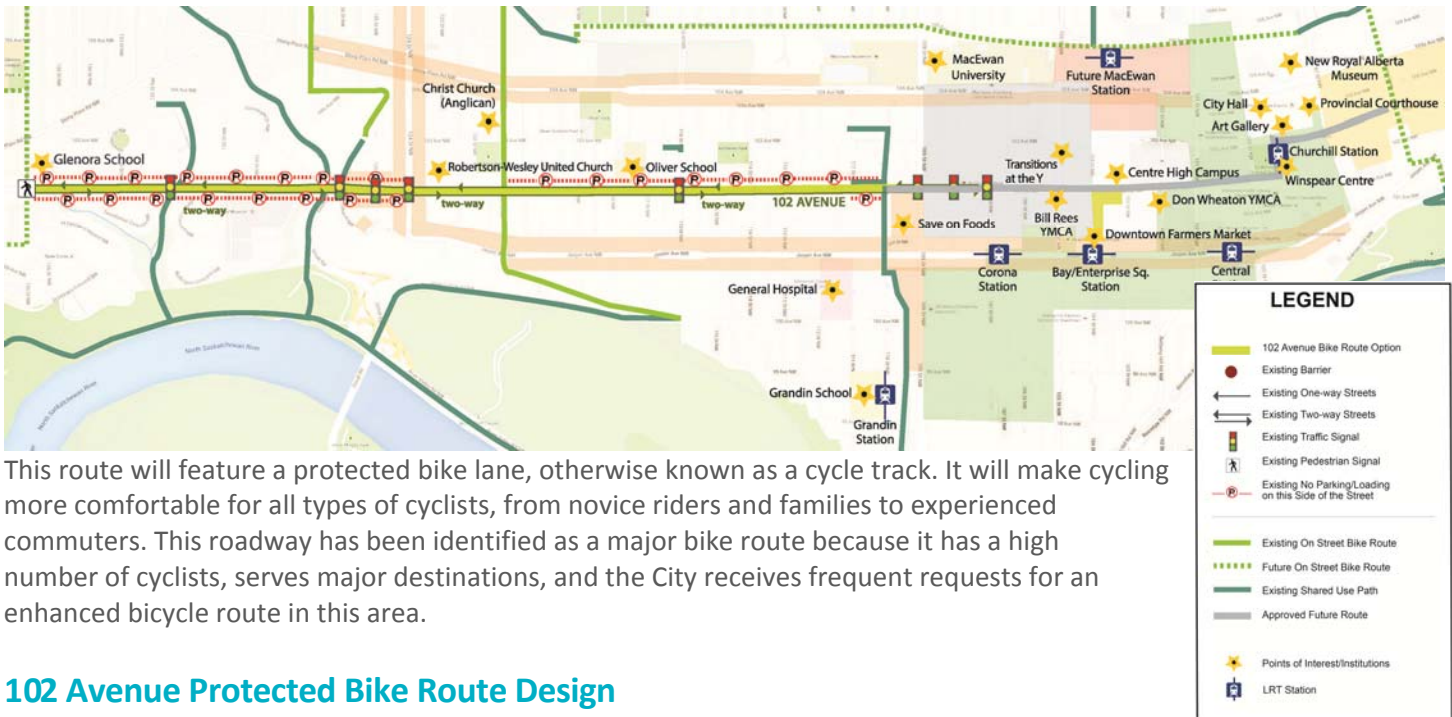 MacEwan
University
Future MacEwan
Station
New Royal Alberta
Museum
Christ Church
(Anglican)
City Hall
Provincial Courthouse
Art Gallery
Glenora School
Robertson-Wesley United Church
Oliver School
Transitions
at the Y
Churchill Station
Centre High Campus
Winspear Centre
two-way
two-way
two-way
102 AVENUE
Don Wheaton YMCA
Save on Foods
Bill Rees
YMCA
Downtown Farmers Market
Corona
Station
Bay/Enterprise Sq.
Station
Central
General Hospital
North Saskatchewan River
North Saskatchewan River
Grandin School
Grandin
Station
LEGEND
102 Avenue Bike Route Option
Existing Barrier
Existing One-way Streets
Existing Two-way Streets
Existing Traffic Signal
Existing Pedestrian Signal
Existing No Parking/Loading
on this Side of the Street
Existing On Street Bike Route
Future On Street Bike Route
Existing Shared Use Path
Approved Future Route
Points of Interest/Institutions
LRT Station
This route will feature a protected bike lane, otherwise known as a cycle track. It will make cycling
more comfortable for all types of cyclists, from novice riders and families to experienced
commuters. This roadway has been identified as a major bike route because it has a high
number of cyclists, serves major destinations, and the City receives frequent requests for an
enhanced bicycle route in this area.
102 Avenue Protected Bike Route Design